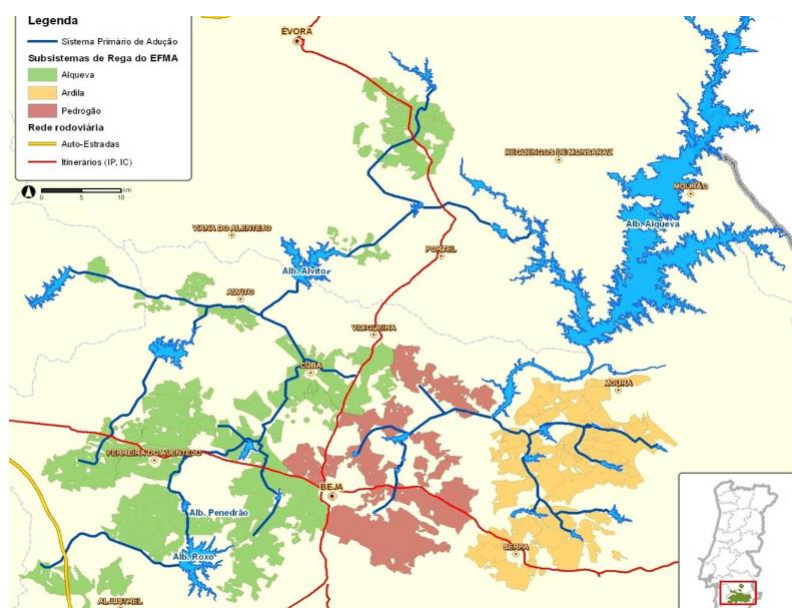 Legenda
Sistema Primário de Adução
Subsistemas de Rega do EFMA
Alqueva
Ardila
Pedrógão
Rede rodoviária
Auto-Estradas
Itinerários (IP, IC)
0 5 10
km
ÉVORA
REGUENGOS DE MONSARAZ
MOURÃO
Alb. Alqueva
VIANA DO ALENTEJO
PORTEL
Alb. Alvito
ALVITO
VIDIGUEIRA
CUBA
MOURA
FERREIRA DO ALENTEJO
BEJA
Alb. Penedrão
Alb. Roxo
SERPA
ALJUSTREL